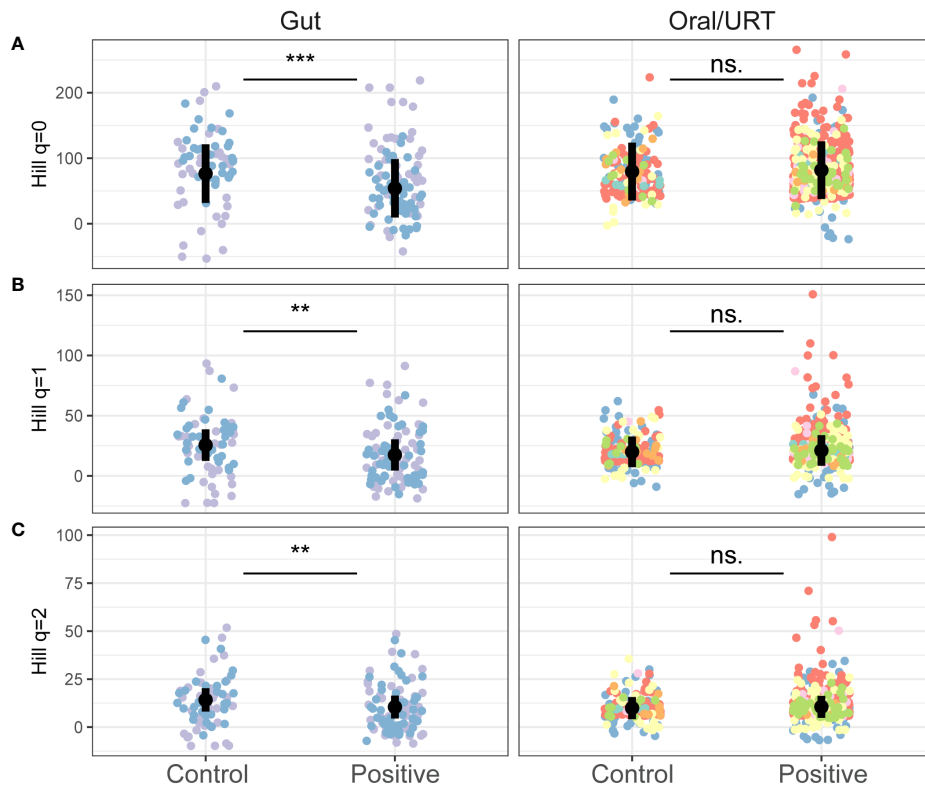 Gut Oral/URT
A
Hill q=0
200
100
0
***
ns.
B
Hill q=1
150
100
50
0
**
ns.
C
Hill q=2
100
75
50
25
0
**
ns.
Control Positive Control Positive